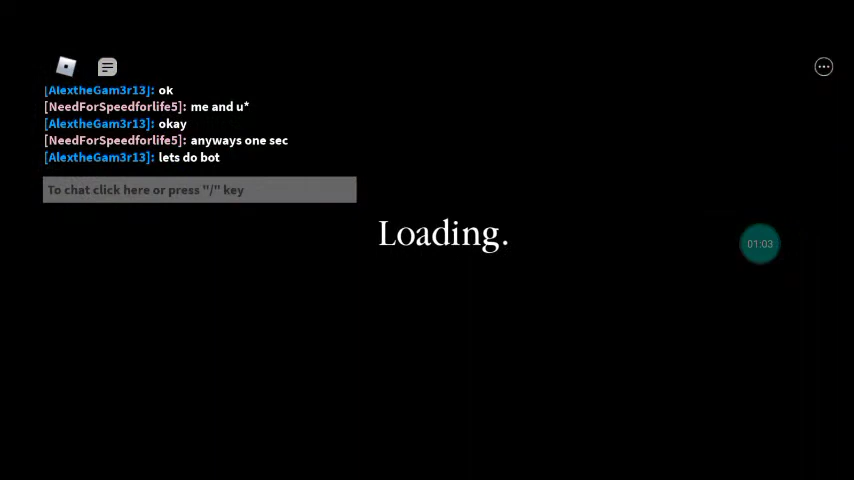 [AlextheGam3r13]: ok
[NeedForSpeedforlife5]: me and u*
[AlextheGam3r13]: okay
[NeedForSpeedforlife5]: anyways one sec
[AlextheGam3r13]: lets do bot
To chat click here or press "/" key
Loading.
01:03